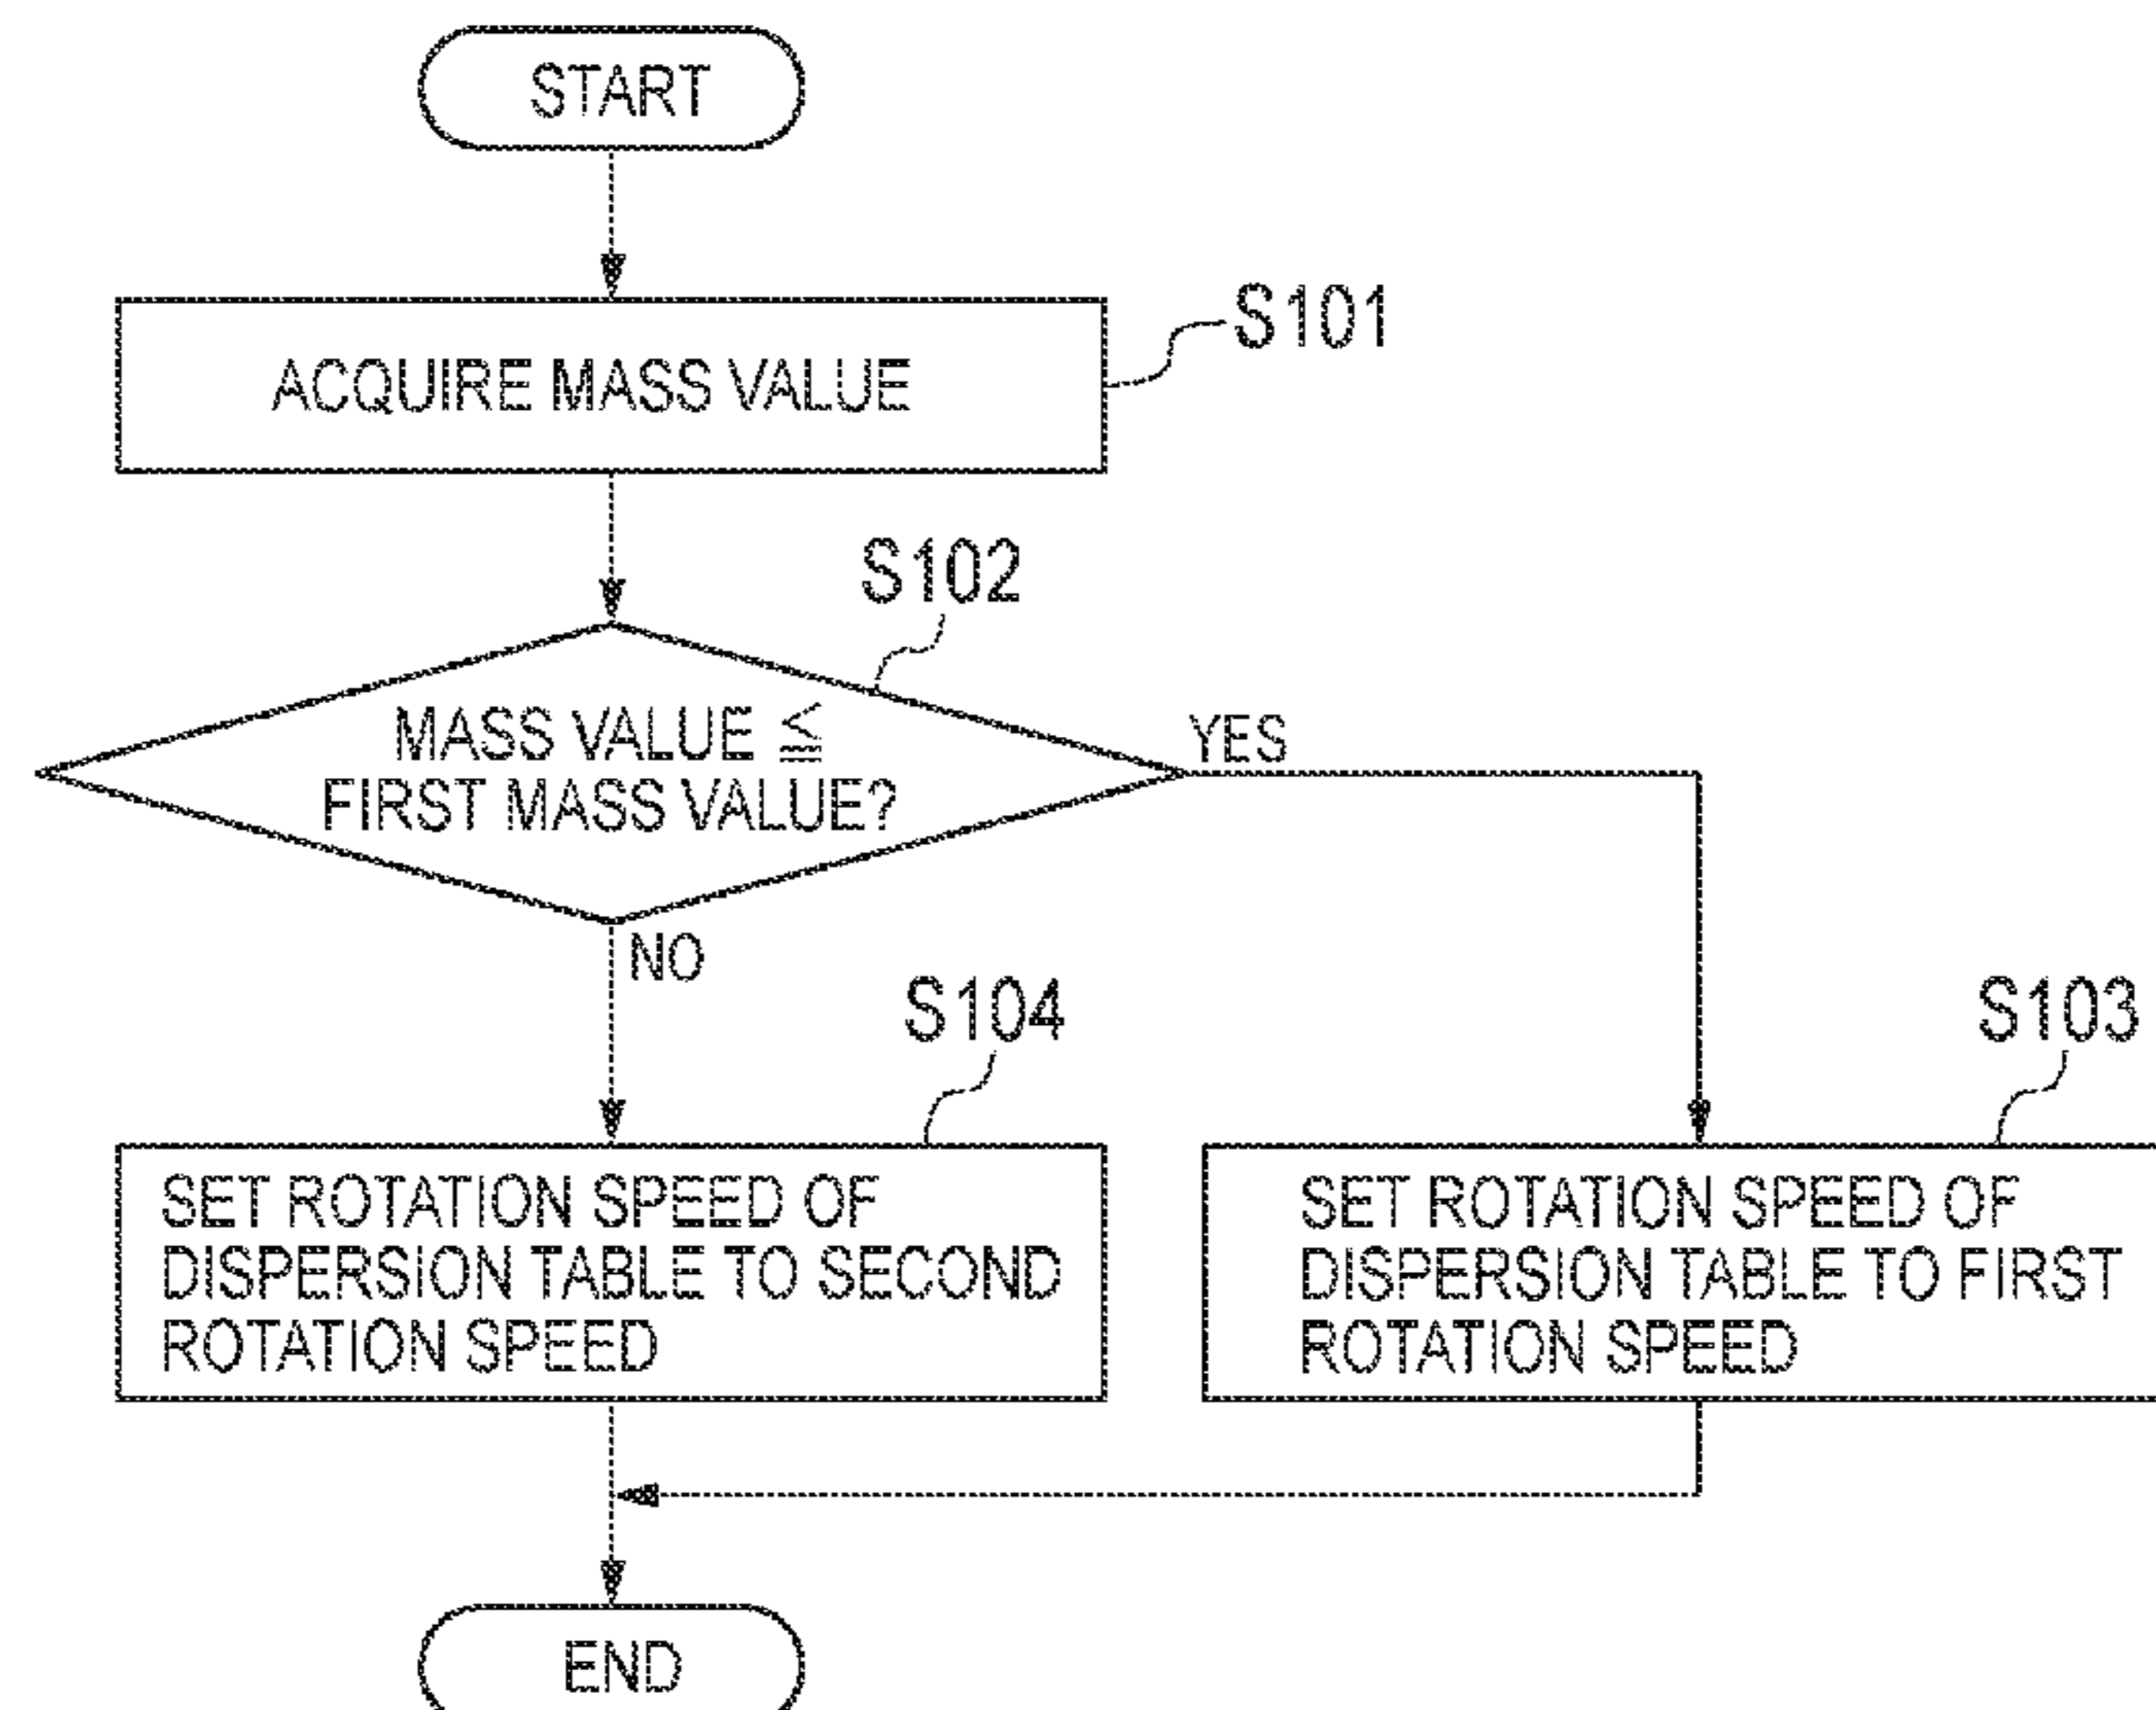 START
ACQUIRE MASS VALUE
S101
S102
MASS VALUE ≦
FIRST MASS VALUE?
YES
NO
S104
SET ROTATION SPEED OF
DISPERSION TABLE TO SECOND
ROTATION SPEED
S103
SET ROTATION SPEED OF
DISPERSION TABLE TO FIRST
ROTATION SPEED
END